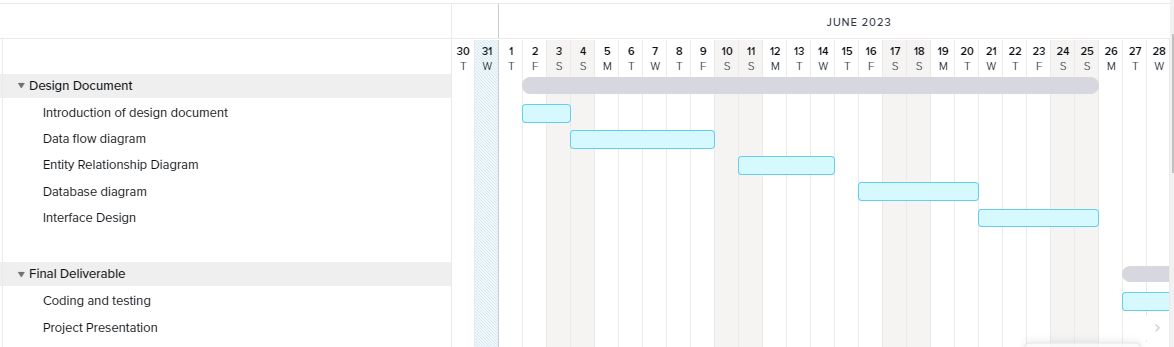 JUNE 2023
30 31 1 2 3 4 5 6 7 8 9 10 11 12 13 14 15 16 17 18 19 20 21 22 23 24 25 26 27 28
T W T F S S M T W T F S S M T W T F S S M T W T F S S M T W
Design Document
Introduction of design document
Data flow diagram
Entity Relationship Diagram
Database diagram
Interface Design
Final Deliverable
Coding and testing
Project Presentation